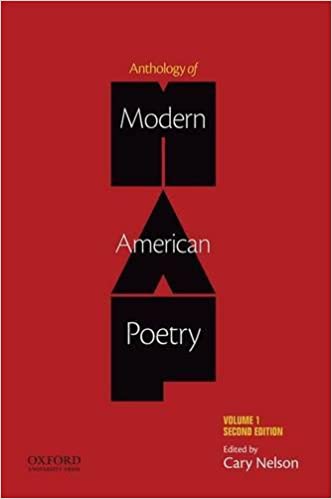 Anthology of
Modern
American
Poetry
VOLUME 1
SECOND EDITION
Edited by
Cary Nelson
OXFORD
UNIVERSITY PRESS